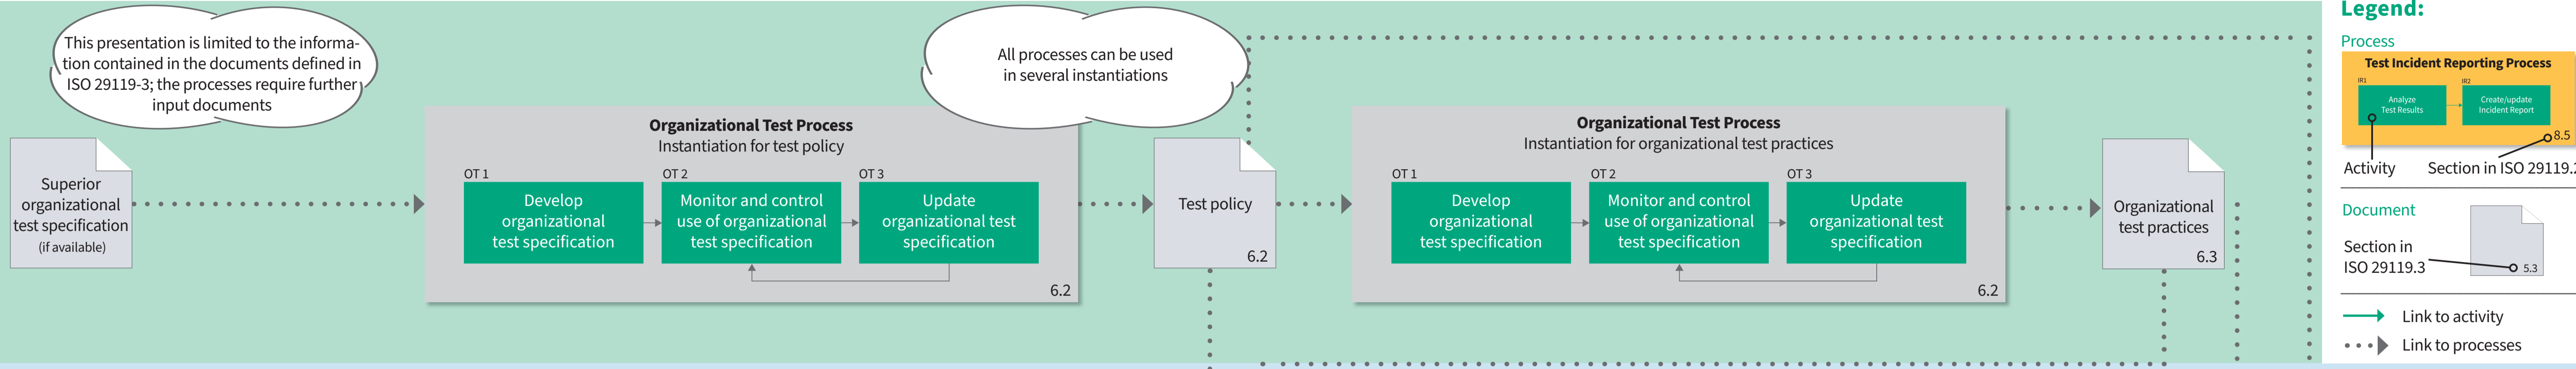 This presentation is limited to the informa-
tion contained in the documents defined in
ISO 29119-3; the processes require further
input documents
Superior
organizational
test specification
(if available)
Organizational Test Process
Instantiation for test policy
OT 1
Develop
organizational
test specification
OT 2
Monitor and control
use of organizational
test specification
OT 3
Update
organizational test
specification
6.2
All processes can be used
in several instantiations
Test policy
6.2
Organizational Test Process
Instantiation for organizational test practices
OT 1
Develop
organizational
test specification
OT 2
Monitor and control
use of organizational
test specification
OT 3
Update
organizational test
specification
6.2
Organizational
test practices
6.3
Legend:
Process
Test Incident Reporting Process
IR1
Analyze
Test Results
IR2
Create/update
Incident Report
8.5
Activity
Section in ISO 29119.2
Document
Section in
ISO 29119.3
5.3
Link to activity
Link to processes